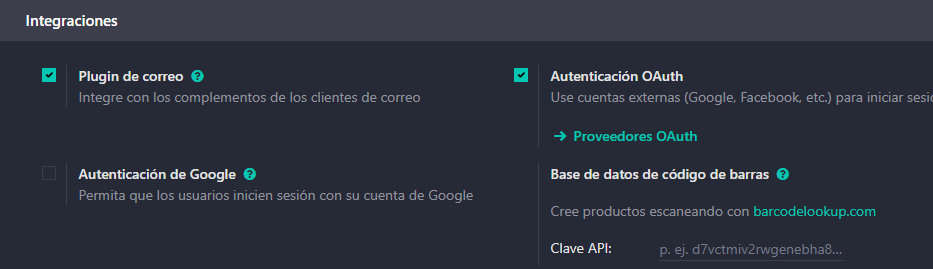 Integraciones
Plugin de correo ?
Integre con los complementos de los clientes de correo
Autenticación OAuth
Use cuentas externas (Google, Facebook, etc.) para iniciar
→ Proveedores OAuth
Autenticación de Google ?
Permita que los usuarios inicien sesión con su cuenta de Google
Base de datos de código de barras ?
Cree productos escaneando con barcodelookup.com
Clave API: p. ej. d7vctmiv2rwgenebha8...